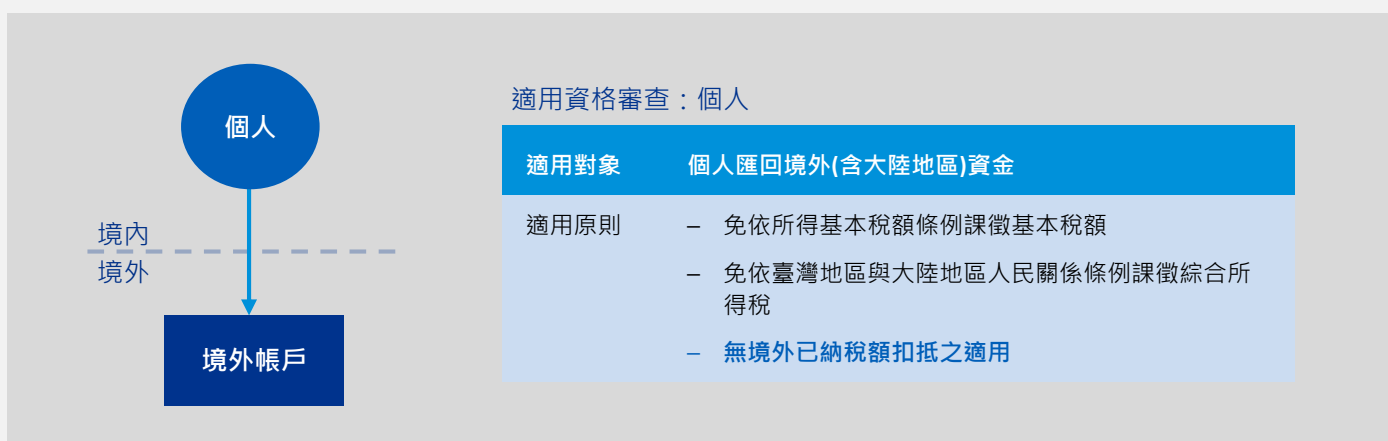 個人
境內
境外
境外帳戶
適用資格審查：個人
適用對象 個人匯回境外(含大陸地區)資金
適用原則 – 免依所得基本稅額條例課徵基本稅額
– 免依臺灣地區與大陸地區人民關係條例課徵綜合所
得稅
– 無境外已納稅額扣抵之適用